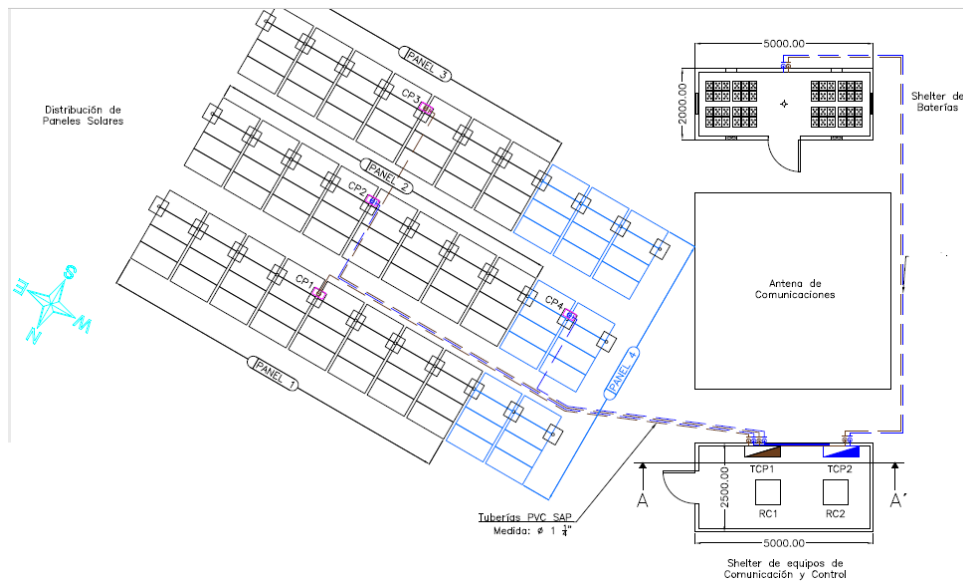 Distribución de
Paneles Solares
PANEL 3
CP3
PANEL 2
CP2
CP1
CP4
PANEL 1
PANEL 4
S
E
W
N
5000.00
2000.00
Shelter de
Baterías
Antena de
Comunicaciones
TCP1
TCP2
A
A'
2500.00
RC1
RC2
5000.00
Tuberías PVC SAP
Medida: ø 1 ¼"
Shelter de equipos de
Comunicación y Control